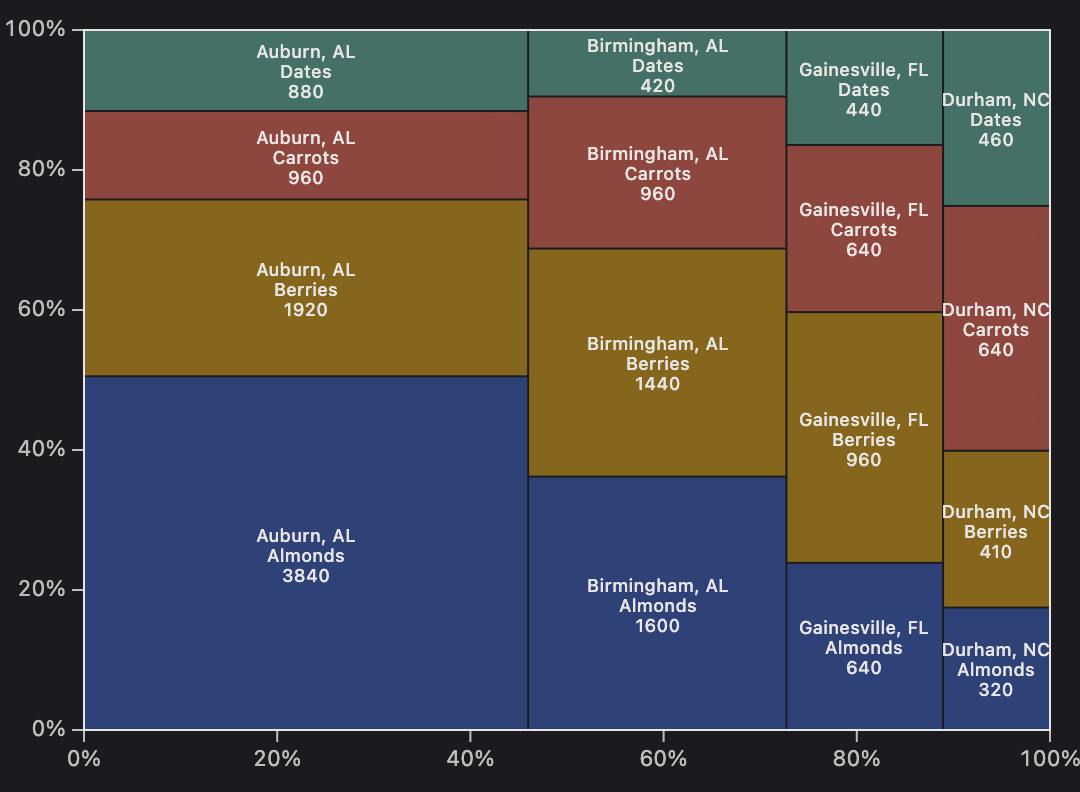 100%
80%
60%
40%
20%
0%
Auburn, AL
Dates
880
Auburn, AL
Carrots
960
Auburn, AL
Berries
1920
Auburn, AL
Almonds
3840
Birmingham, AL
Dates
420
Birmingham, AL
Carrots
960
Birmingham, AL
Berries
1440
Birmingham, AL
Almonds
1600
Gainesville, FL
Dates
440
Gainesville, FL
Carrots
640
Gainesville, FL
Berries
960
Gainesville, FL
Almonds
640
Durham, NC
Dates
460
Durham, NC
Carrots
640
Durham, NC
Berries
410
Durham, NC
Almonds
320
0% 20% 40% 60% 80% 100%